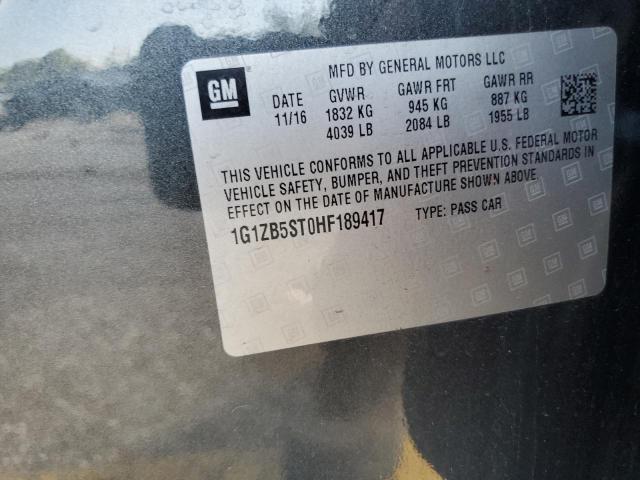 GM
MFD BY GENERAL MOTORS LLC
DATE GVWR GAWR FRT GAWR RR
11/16 1832 KG 945 KG 887 KG
4039 LB 2084 LB 1955 LB
THIS VEHICLE CONFORMS TO ALL APPLICABLE U.S. FEDERAL MOTOR
VEHICLE SAFETY, BUMPER, AND THEFT PREVENTION STANDARDS IN
EFFECT ON THE DATE OF MANUFACTURE SHOWN ABOVE.
1G1ZB5ST0HF189417 TYPE: PASS CAR